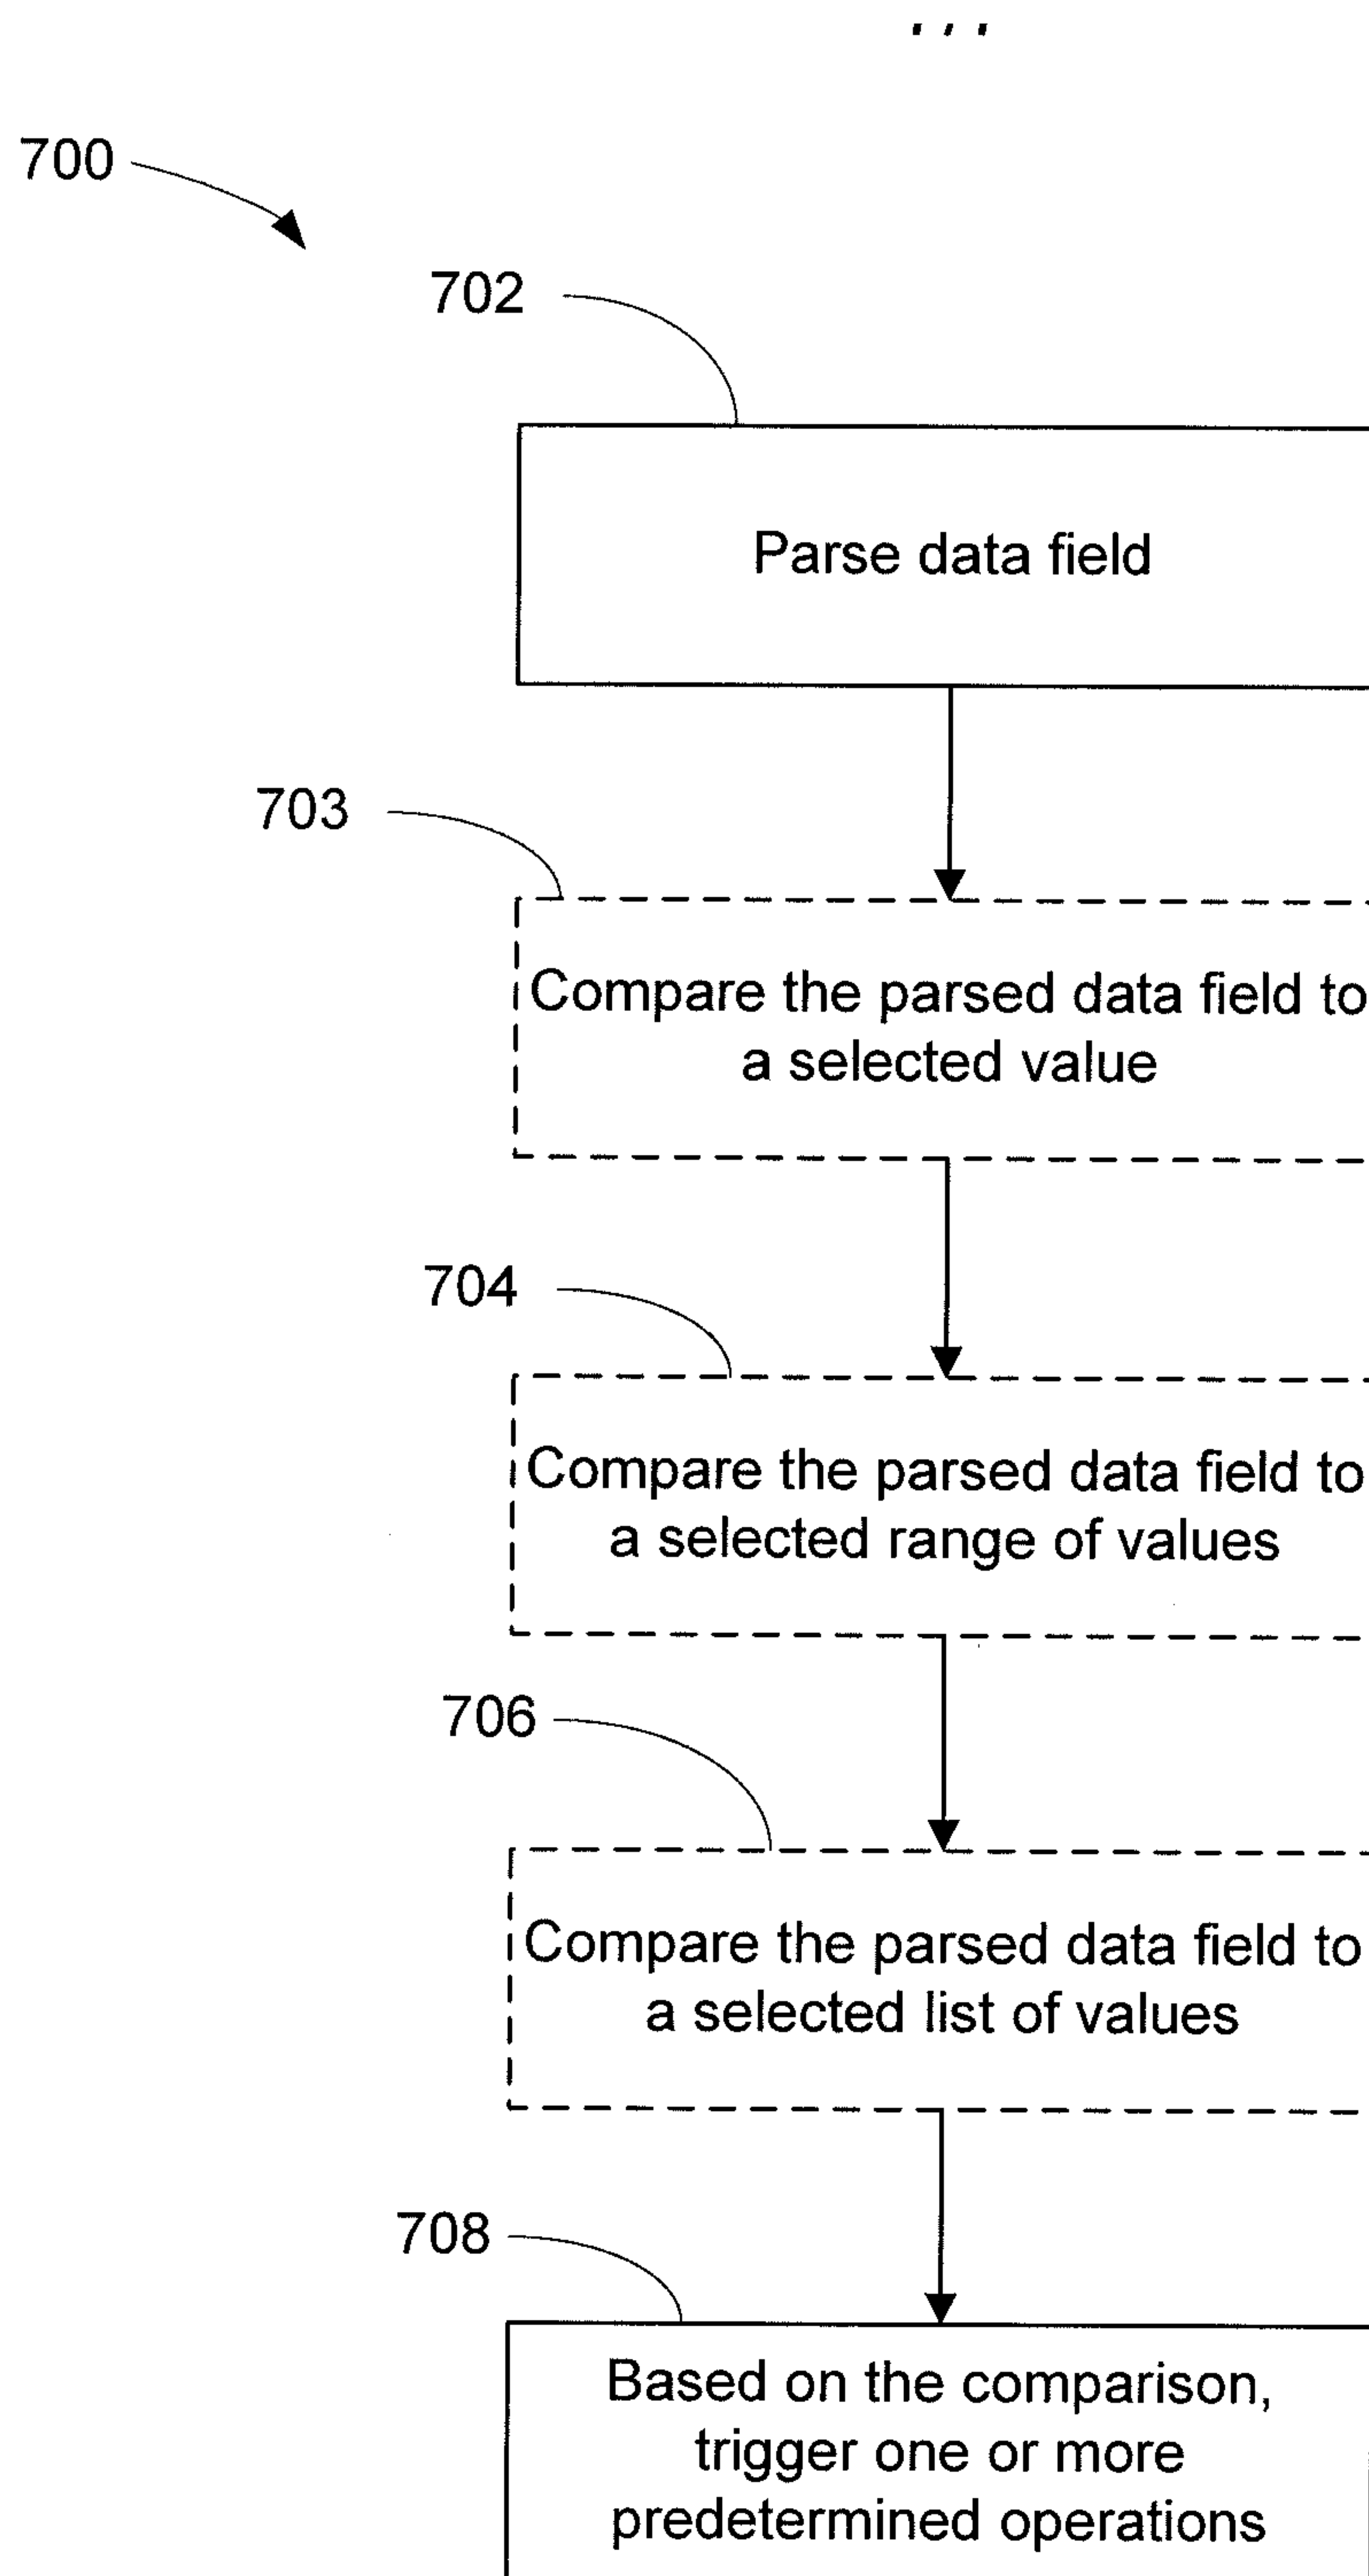 700
702
Parse data field
703
Compare the parsed data field to
a selected value
704
Compare the parsed data field to
a selected range of values
706
Compare the parsed data field to
a selected list of values
708
Based on the comparison,
trigger one or more
predetermined operations